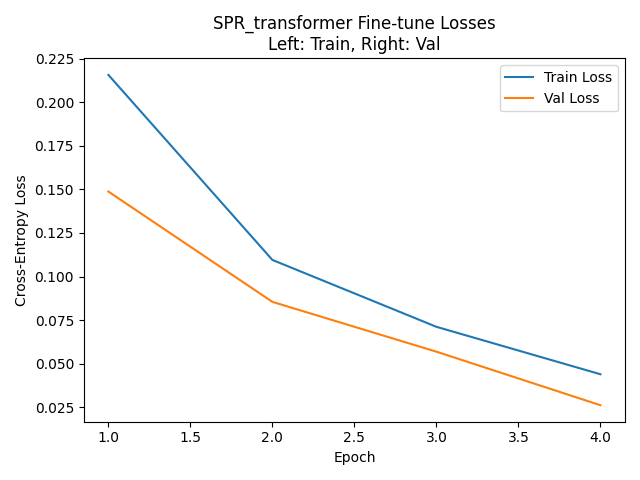 SPR_transformer Fine-tune Losses
Left: Train, Right: Val
Train Loss
Val Loss
Cross-Entropy Loss
0.225
0.200
0.175
0.150
0.125
0.100
0.075
0.050
0.025
1.0 1.5 2.0 2.5 3.0 3.5 4.0
Epoch